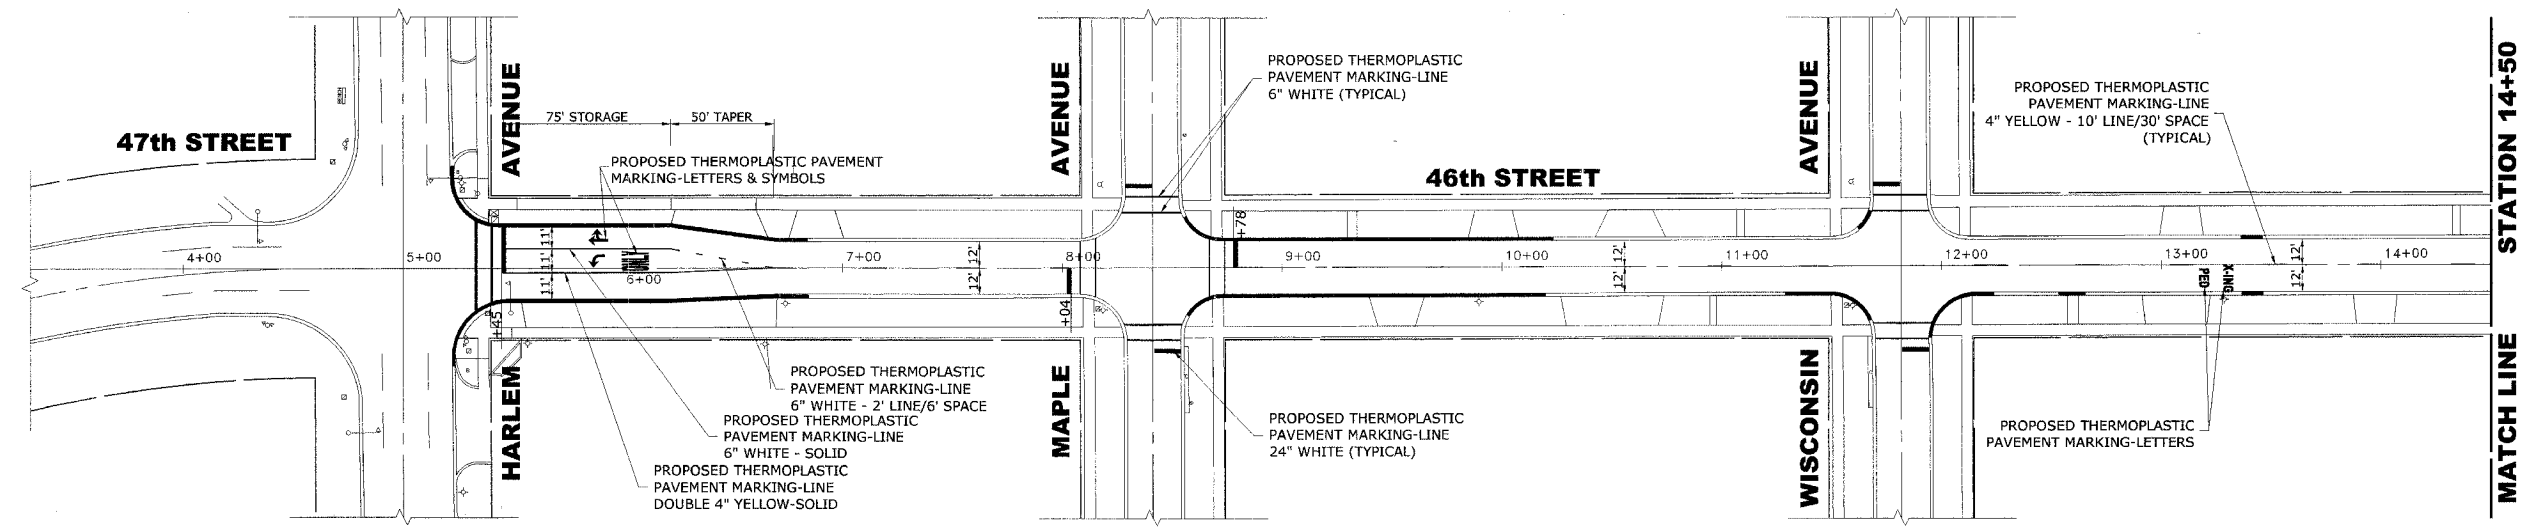 47th STREET
HARLEM AVENUE
75' STORAGE
50' TAPER
PROPOSED THERMOPLASTIC PAVEMENT
MARKING-LETTERS & SYMBOLS
MAPLE AVENUE
PROPOSED THERMOPLASTIC
PAVEMENT MARKING-LINE
6" WHITE (TYPICAL)
46th STREET
WISCONSIN AVENUE
PROPOSED THERMOPLASTIC
PAVEMENT MARKING-LINE
4" YELLOW - 10' LINE/30' SPACE
(TYPICAL)
MATCH LINE STATION 14+50
4+00
5+00
6+00
7+00
8+00
9+00
10+00
11+00
12+00
13+00
14+00
11'
11'
11'
12'
12'
12'
12'
12'
12'
+45
+04
+78
PED
X-ING
PROPOSED THERMOPLASTIC
PAVEMENT MARKING-LINE
6" WHITE - 2' LINE/6' SPACE
PROPOSED THERMOPLASTIC
PAVEMENT MARKING-LINE
6" WHITE - SOLID
PROPOSED THERMOPLASTIC
PAVEMENT MARKING-LINE
DOUBLE 4" YELLOW-SOLID
PROPOSED THERMOPLASTIC
PAVEMENT MARKING-LINE
24" WHITE (TYPICAL)
PROPOSED THERMOPLASTIC
PAVEMENT MARKING-LETTERS